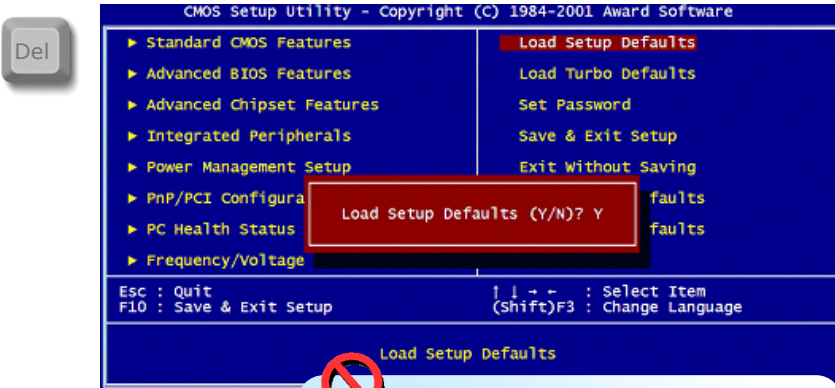 CMOS Setup Utility - Copyright (C) 1984-2001 Award Software
Del
▶ Standard CMOS Features
▶ Advanced BIOS Features
▶ Advanced Chipset Features
▶ Integrated Peripherals
▶ Power Management Setup
▶ PnP/PCI Configura
▶ PC Health Status
▶ Frequency/Voltage
Load Setup Defaults
Load Turbo Defaults
Set Password
Save & Exit Setup
Exit Without Saving
faults
faults
Load Setup Defaults (Y/N)? Y
Esc : Quit
F10 : Save & Exit Setup
↑ ↓ → ← : Select Item
(Shift)F3 : Change Language
Load Setup Defaults